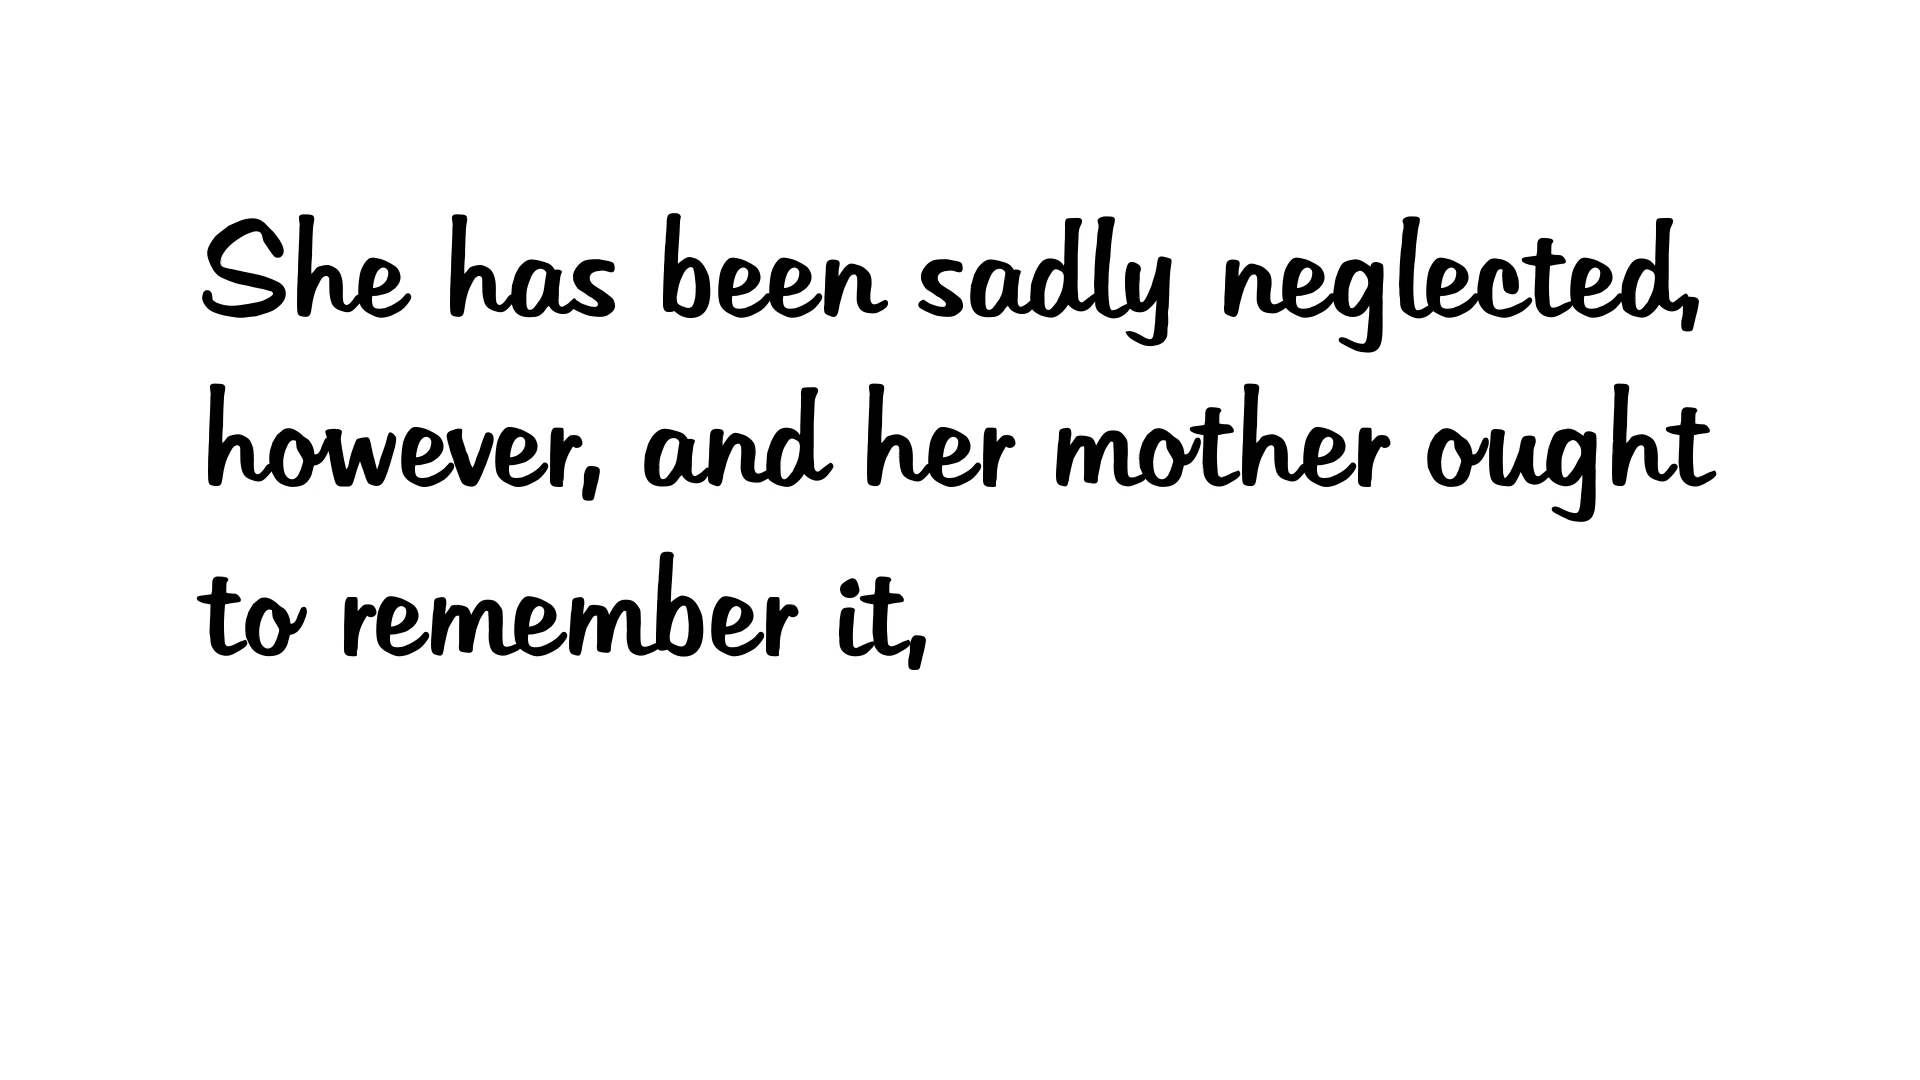 She has been sadly neglected,
however, and her mother ought
to remember it,